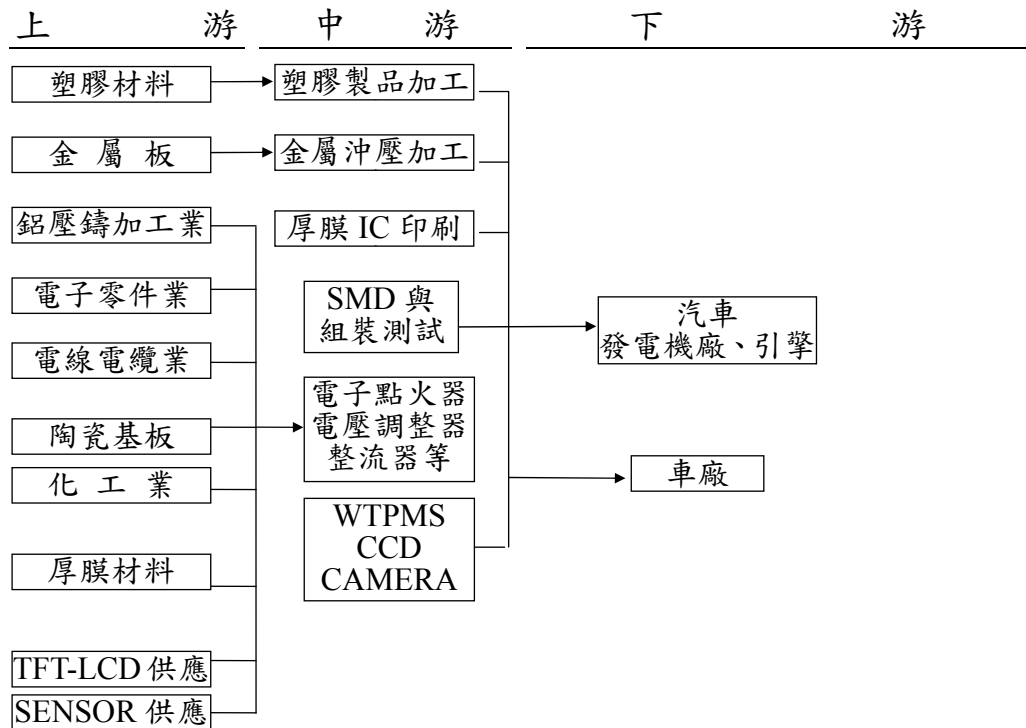 上 游 中 游 下 游
塑膠材料
塑膠製品加工
金屬板
金屬沖壓加工
鋁壓鑄加工業
厚膜 IC 印刷
電子零件業
SMD 與
組裝測試
汽車
發電機廠、引擎
電線電纜業
電子點火器
電壓調整器
整流器等
陶瓷基板
化工業
車廠
WTPMS
CCD
CAMERA
厚膜材料
TFT-LCD 供應
SENSOR 供應